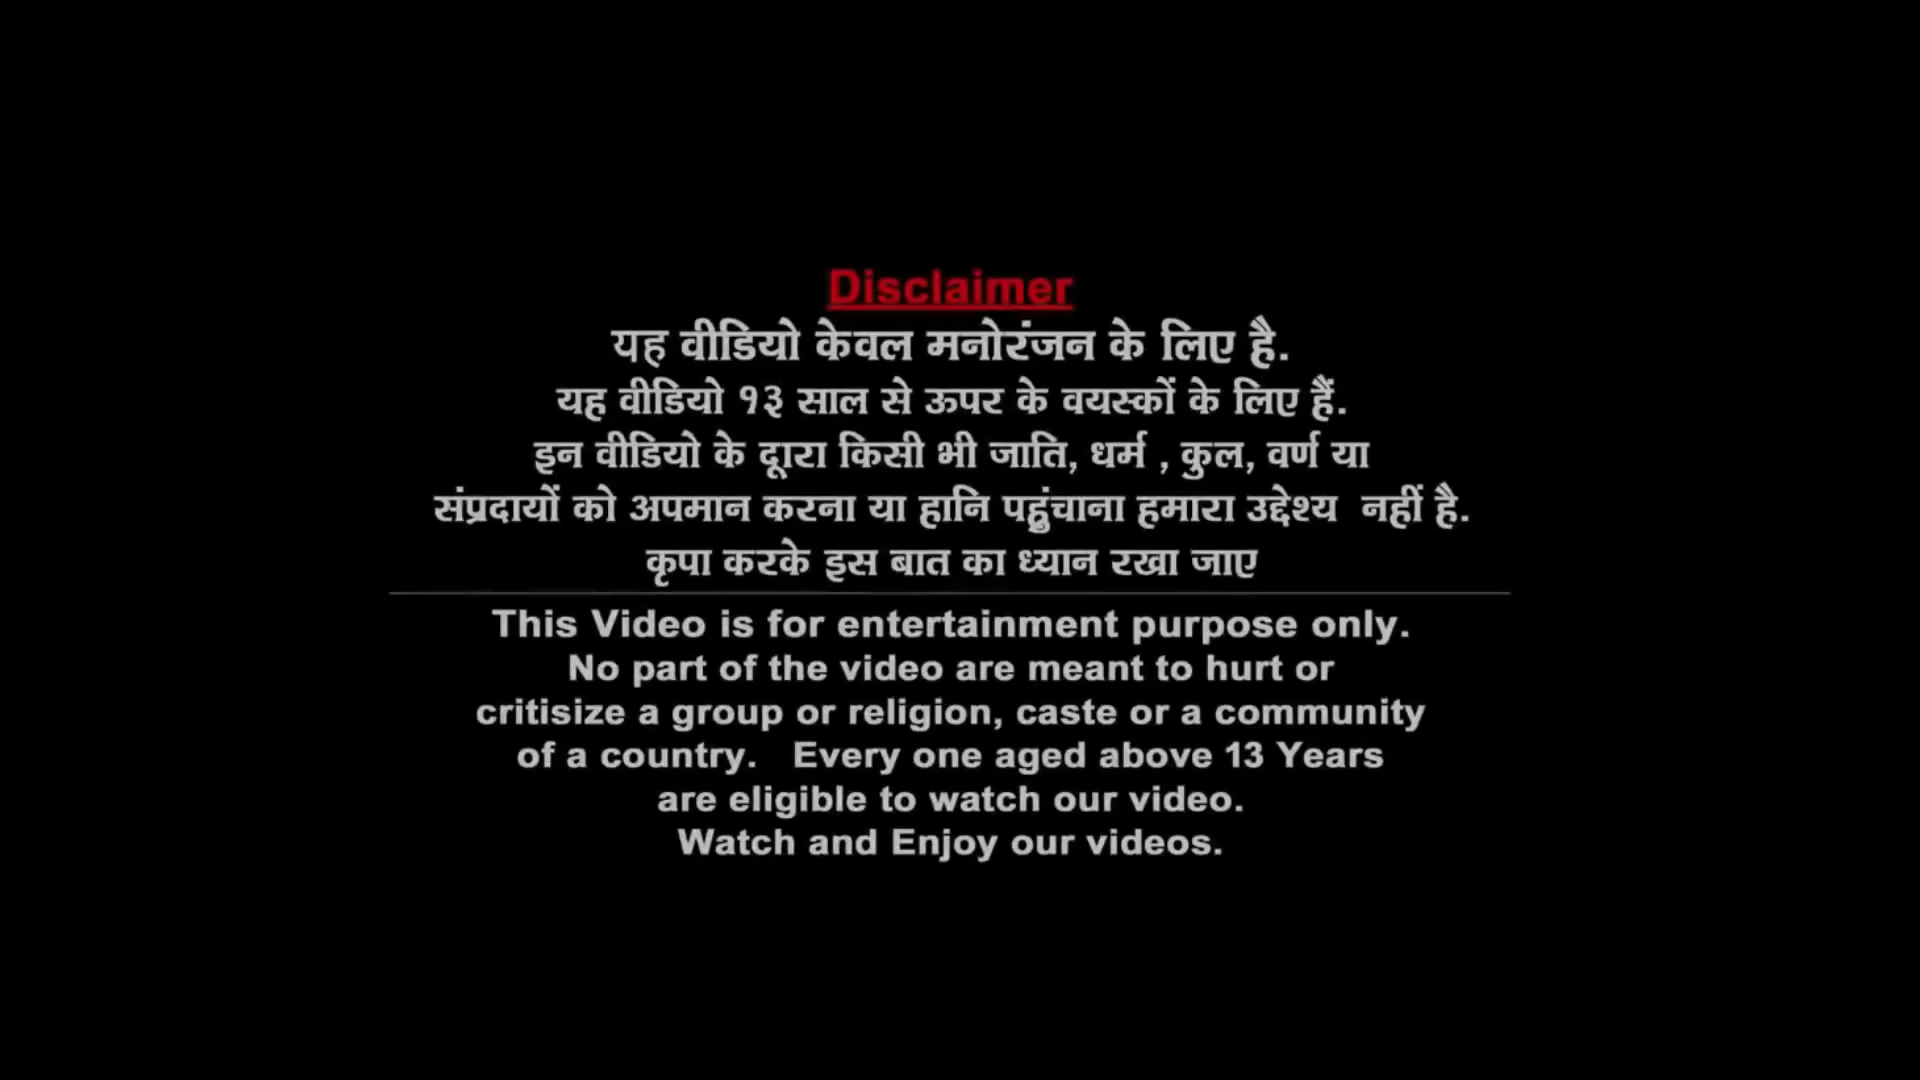 Disclaimer
यह वीडियो केवल मनोरंजन के लिए है.
यह वीडियो १३ साल से ऊपर के वयस्कों के लिए हैं.
इन वीडियो के दूारा किसी भी जाति, धर्म , कुल, वर्ण या
संप्रदायों को अपमान करना या हानि पहुुंचाना हमारा उद्देश्य नहीं है.
कृपा करके इस बात का ध्यान रखा जाए
This Video is for entertainment purpose only.
No part of the video are meant to hurt or
critisize a group or religion, caste or a community
of a country. Every one aged above 13 Years
are eligible to watch our video.
Watch and Enjoy our videos.